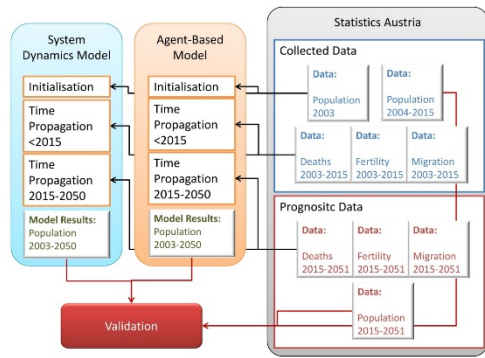 System
Dynamics Model
Initialisation
Time
Propagation
<2015
Time
Propagation
2015-2050
Model Results:
Population
2003-2050
Agent-Based
Model
Initialisation
Time
Propagation
<2015
Time
Propagation
2015-2050
Model Results:
Population
2003-2050
Statistics Austria
Collected Data
Data:
Population
2003
Data:
Population
2004-2015
Data:
Deaths
2003-2015
Data:
Fertility
2003-2015
Data:
Migration
2003-2015
Prognositc Data
Data:
Deaths
2015-2051
Data:
Fertility
2015-2051
Data:
Migration
2015-2051
Data:
Population
2015-2051
Validation